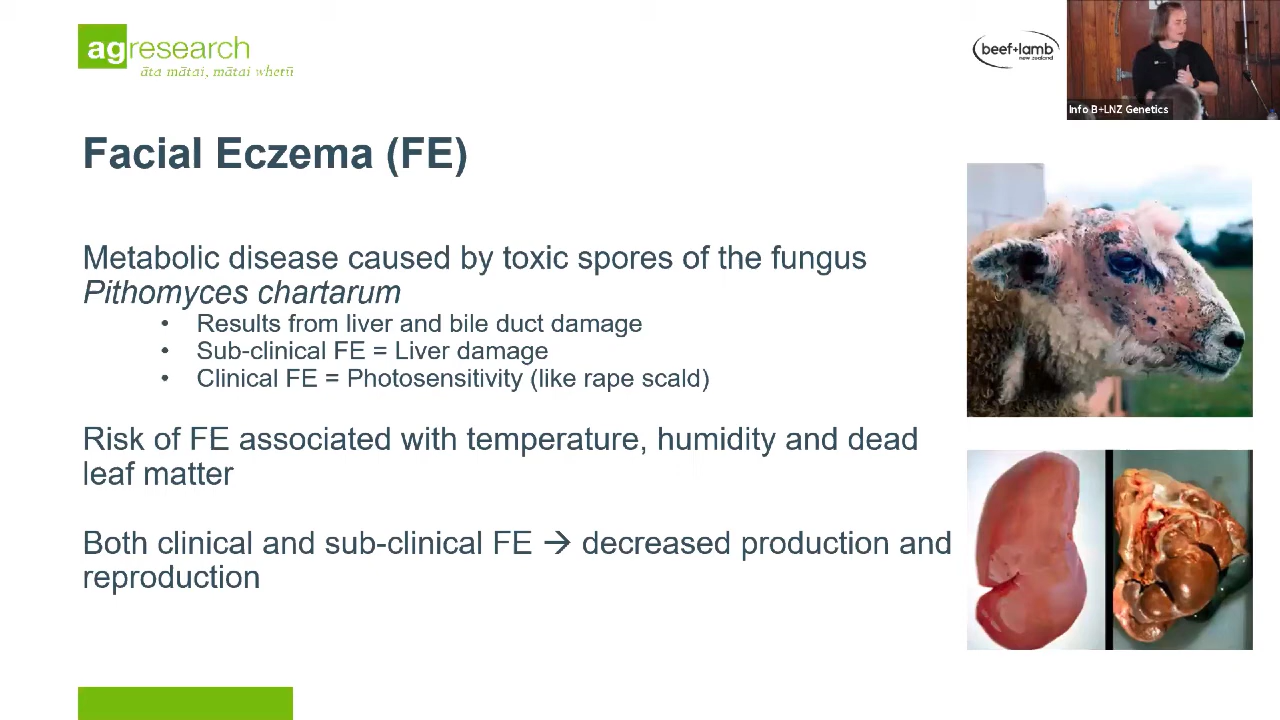 agresearch
āta mātai, mātai whetū
beef+lamb
new zealand
Info B+LNZ Genetics
Facial Eczema (FE)
Metabolic disease caused by toxic spores of the fungus
Pithomyces chartarum
• Results from liver and bile duct damage
• Sub-clinical FE = Liver damage
• Clinical FE = Photosensitivity (like rape scald)
Risk of FE associated with temperature, humidity and dead
leaf matter
Both clinical and sub-clinical FE → decreased production and
reproduction